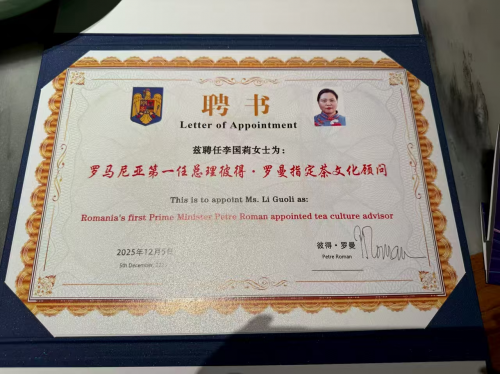 聘书
Letter of Appointment
兹聘任李国莉女士为：
罗马尼亚第一任总理彼得·罗曼指定茶文化顾问
This is to appoint Ms. Li Guoli as:
Romania's first Prime Minister Petre Roman appointed tea culture advisor
2025年12月5日
5th December,
彼得·罗曼
Petre Roman
PRoman